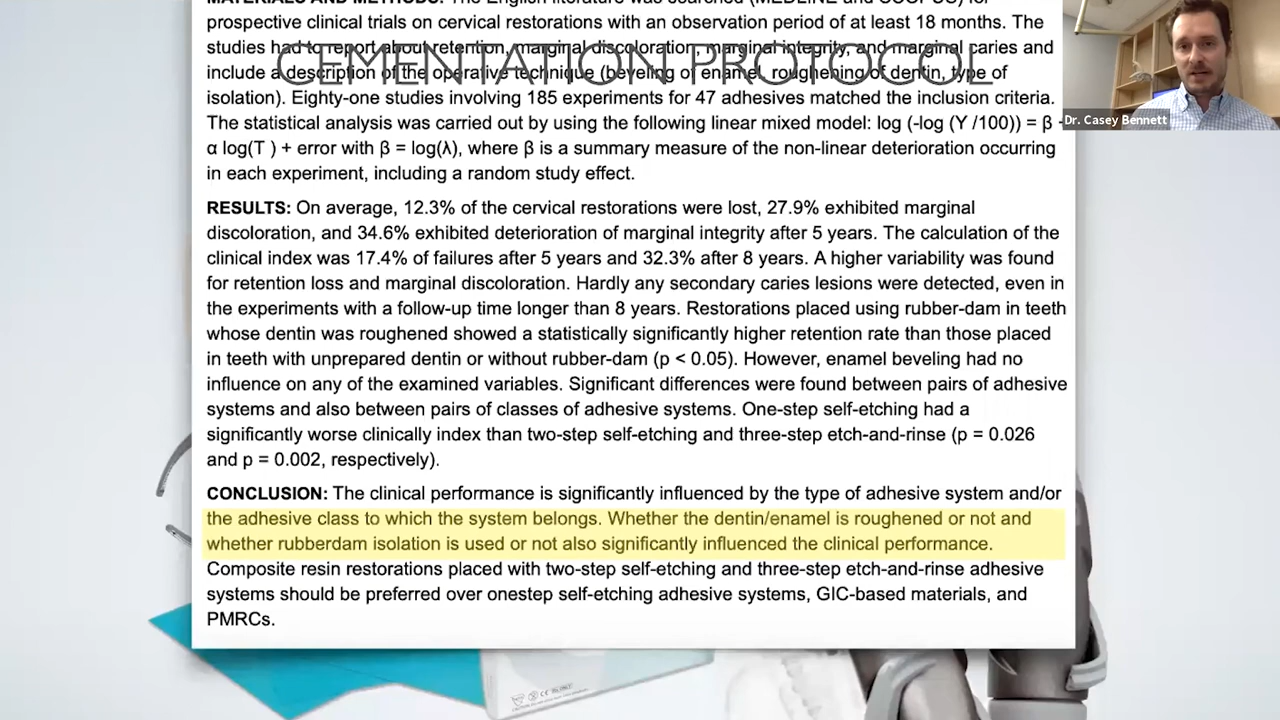 CEMENTATION PROTOCOL
MATERIALS AND METHODS: The English literature was searched (MEDLINE and SCOPUS) for
prospective clinical trials on cervical restorations with an observation period of at least 18 months. The
studies had to report about retention, marginal discoloration, marginal integrity, and marginal caries and
include a description of the operative technique (beveling of enamel, roughening of dentin, type of
isolation). Eighty-one studies involving 185 experiments for 47 adhesives matched the inclusion criteria.
The statistical analysis was carried out by using the following linear mixed model: log (-log (Y /100)) = β -
α log(T ) + error with β = log(λ), where β is a summary measure of the non-linear deterioration occurring
in each experiment, including a random study effect.
RESULTS: On average, 12.3% of the cervical restorations were lost, 27.9% exhibited marginal
discoloration, and 34.6% exhibited deterioration of marginal integrity after 5 years. The calculation of the
clinical index was 17.4% of failures after 5 years and 32.3% after 8 years. A higher variability was found
for retention loss and marginal discoloration. Hardly any secondary caries lesions were detected, even in
the experiments with a follow-up time longer than 8 years. Restorations placed using rubber-dam in teeth
whose dentin was roughened showed a statistically significantly higher retention rate than those placed
in teeth with unprepared dentin or without rubber-dam (p < 0.05). However, enamel beveling had no
influence on any of the examined variables. Significant differences were found between pairs of adhesive
systems and also between pairs of classes of adhesive systems. One-step self-etching had a
significantly worse clinically index than two-step self-etching and three-step etch-and-rinse (p = 0.026
and p = 0.002, respectively).
CONCLUSION: The clinical performance is significantly influenced by the type of adhesive system and/or
the adhesive class to which the system belongs. Whether the dentin/enamel is roughened or not and
whether rubberdam isolation is used or not also significantly influenced the clinical performance.
Composite resin restorations placed with two-step self-etching and three-step etch-and-rinse adhesive
systems should be preferred over onestep self-etching adhesive systems, GIC-based materials, and
PMRCs.
Dr. Casey Bennett